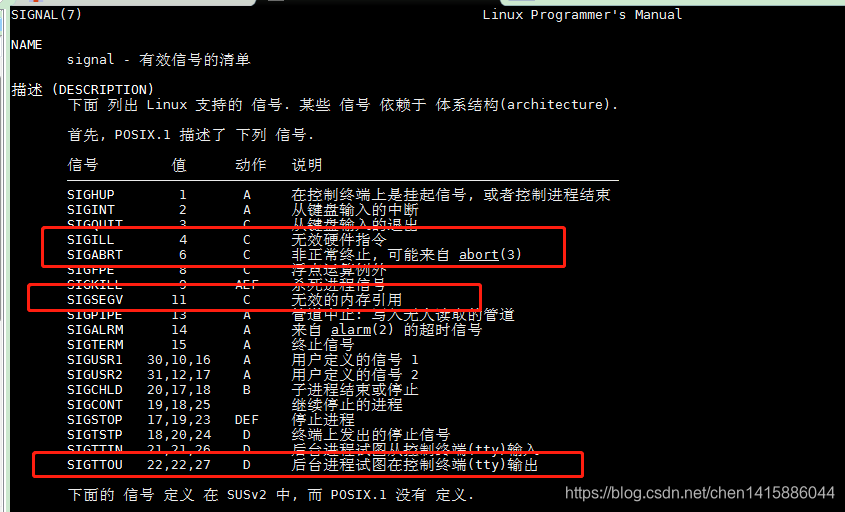 SIGNAL(7) Linux Programmer's Manual
NAME
signal - 有效信号的清单
描述 (DESCRIPTION)
下面 列出 Linux 支持的 信号. 某些 信号 依赖于 体系结构(architecture).
首先, POSIX.1 描述了 下列 信号.
信号 值 动作 说明
SIGHUP 1 A 在控制终端上是挂起信号, 或者控制进程结束
SIGINT 2 A 从键盘输入的中断
SIGQUIT 3 C 从键盘输入的退出
SIGILL 4 C 无效硬件指令
SIGABRT 6 C 非正常终止, 可能来自 abort(3)
SIGFPE 8 C 浮点运算例外
SIGKILL 9 AEF 杀死进程信号
SIGSEGV 11 C 无效的内存引用
SIGPIPE 13 A 管道中止: 写入无人读取的管道
SIGALRM 14 A 来自 alarm(2) 的超时信号
SIGTERM 15 A 终止信号
SIGUSR1 30,10,16 A 用户定义的信号 1
SIGUSR2 31,12,17 A 用户定义的信号 2
SIGCHLD 20,17,18 B 子进程结束或停止
SIGCONT 19,18,25 继续停止的进程
SIGSTOP 17,19,23 DEF 停止进程
SIGTSTP 18,20,24 D 终端上发出的停止信号
SIGTTIN 21,21,26 D 后台进程试图从控制终端(tty)输入
SIGTTOU 22,22,27 D 后台进程试图在控制终端(tty)输出
下面的 信号 定义 在 SUSv2 中, 而 POSIX.1 没有 定义.
https://blog.csdn.net/chen1415886044